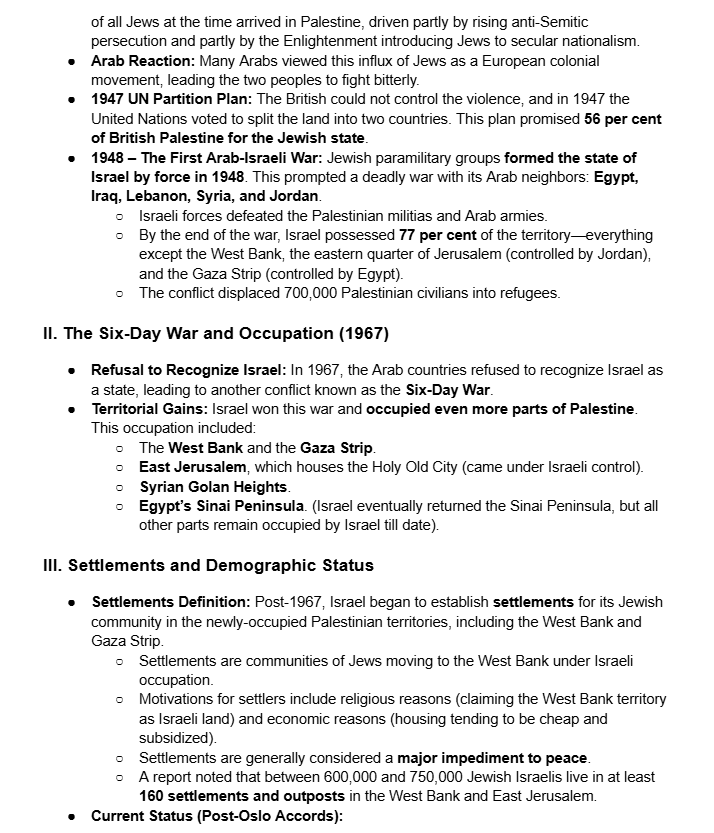 of all Jews at the time arrived in Palestine, driven partly by rising anti-Semitic
persecution and partly by the Enlightenment introducing Jews to secular nationalism.
● Arab Reaction: Many Arabs viewed this influx of Jews as a European colonial
movement, leading the two peoples to fight bitterly.
● 1947 UN Partition Plan: The British could not control the violence, and in 1947 the
United Nations voted to split the land into two countries. This plan promised 56 per cent
of British Palestine for the Jewish state.
● 1948 – The First Arab-Israeli War: Jewish paramilitary groups formed the state of
Israel by force in 1948. This prompted a deadly war with its Arab neighbors: Egypt,
Iraq, Lebanon, Syria, and Jordan.
○ Israeli forces defeated the Palestinian militias and Arab armies.
○ By the end of the war, Israel possessed 77 per cent of the territory—everything
except the West Bank, the eastern quarter of Jerusalem (controlled by Jordan),
and the Gaza Strip (controlled by Egypt).
○ The conflict displaced 700,000 Palestinian civilians into refugees.
II. The Six-Day War and Occupation (1967)
● Refusal to Recognize Israel: In 1967, the Arab countries refused to recognize Israel as
a state, leading to another conflict known as the Six-Day War.
● Territorial Gains: Israel won this war and occupied even more parts of Palestine.
This occupation included:
○ The West Bank and the Gaza Strip.
○ East Jerusalem, which houses the Holy Old City (came under Israeli control).
○ Syrian Golan Heights.
○ Egypt's Sinai Peninsula. (Israel eventually returned the Sinai Peninsula, but all
other parts remain occupied by Israel till date).
III. Settlements and Demographic Status
● Settlements Definition: Post-1967, Israel began to establish settlements for its Jewish
community in the newly-occupied Palestinian territories, including the West Bank and
Gaza Strip.
○ Settlements are communities of Jews moving to the West Bank under Israeli
occupation.
○ Motivations for settlers include religious reasons (claiming the West Bank territory
as Israeli land) and economic reasons (housing tending to be cheap and
subsidized).
○ Settlements are generally considered a major impediment to peace.
○ A report noted that between 600,000 and 750,000 Jewish Israelis live in at least
160 settlements and outposts in the West Bank and East Jerusalem.
● Current Status (Post-Oslo Accords):